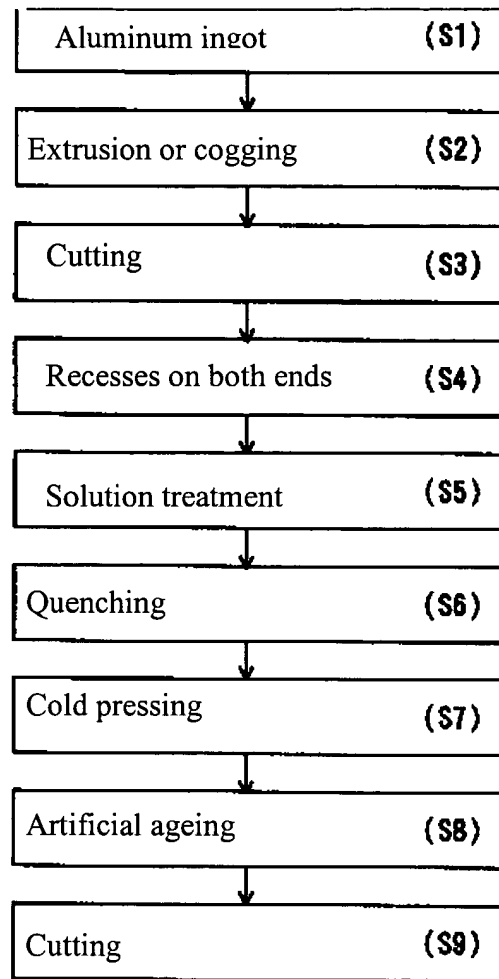 Aluminum ingot (S1)
Extrusion or cogging (S2)
Cutting (S3)
Recesses on both ends (S4)
Solution treatment (S5)
Quenching (S6)
Cold pressing (S7)
Artificial ageing (S8)
Cutting (S9)